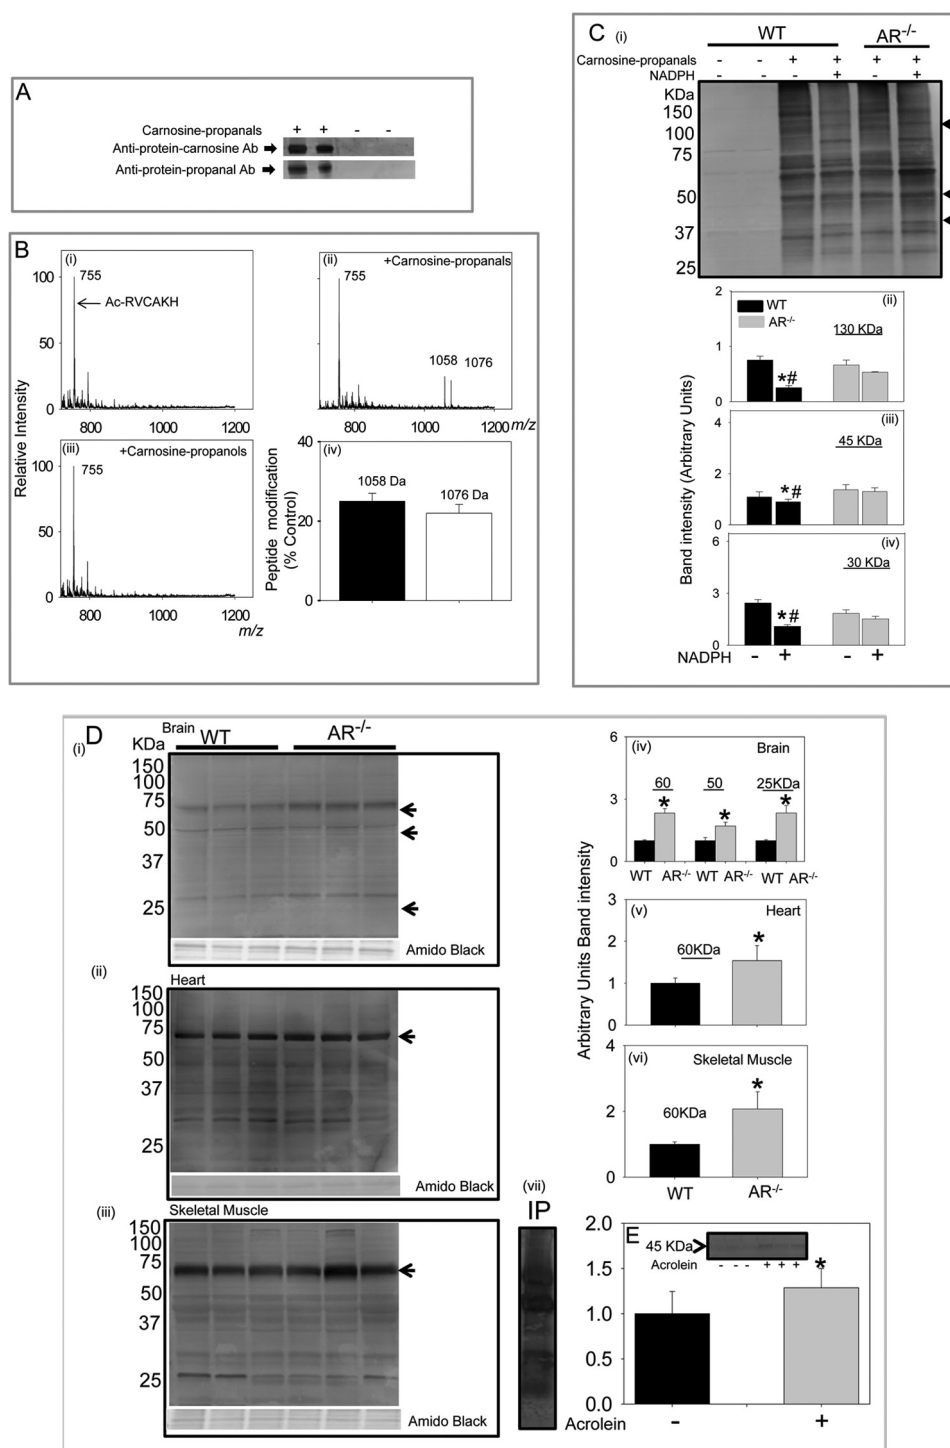 A
Carnosine-propanals + + - -
Anti-protein-carnosine Ab
Anti-protein-propanal Ab
B
(i)
755
Ac-RVCAKH
100
50
0
800 1000 1200
(ii)
+Carnosine-propanals
755
1058 1076
800 1000 1200 m/z
Relative Intensity
(iii)
+Carnosine-propanols
755
100
50
0
800 1000 1200
m/z
(iv)
1058 Da
1076 Da
40
20
0
Peptide modification
(% Control)
C
(i)
WT AR-/-
Carnosine-propanals - - + + + +
NADPH - - - + - +
KDa
150
100
75
50
37
25
2
1
0
WT
AR-/-
(ii)
130 KDa
*#
4
2
0
(iii)
45 KDa
*#
6
3
0
(iv)
30 KDa
*#
Band intensity (Arbitrary Units)
NADPH - + - +
D
(i)
Brain
WT AR-/-
KDa
150
100
75
50
37
25
Amido Black
(ii)
Heart
150
100
75
50
37
25
Amido Black
(iii)
Skeletal Muscle
150
100
75
50
37
25
Amido Black
(iv)
Brain
6
3
0
60 50 25KDa
* * *
WT AR-/- WT AR-/- WT AR-/-
(v)
Heart
3
2
1
0
60KDa
*
(vi)
Skeletal Muscle
4
2
0
60KDa
*
WT AR-/-
Arbitrary Units Band intensity
(vii)
IP
E
2.0
1.5
1.0
0.5
0.0
45 KDa
Acrolein - - - + + +
*
Acrolein - +